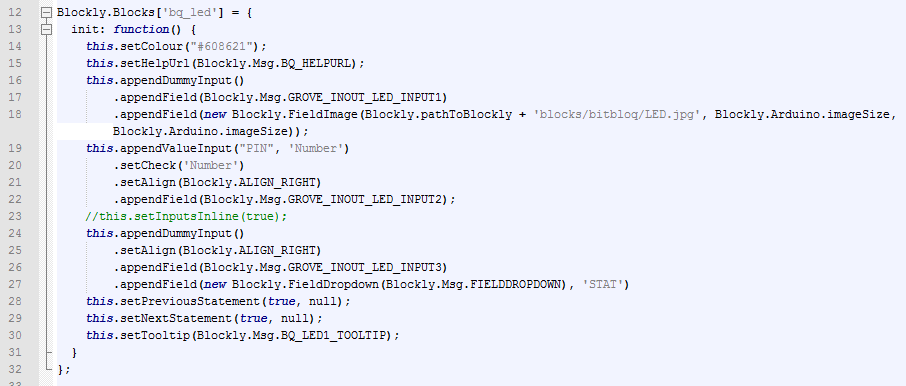 12 Blockly.Blocks['bq_led'] = {
13 init: function() {
14 this.setColour("#608621");
15 this.setHelpUrl(Blockly.Msg.BQ_HELPURL);
16 this.appendDummyInput()
17 .appendField(Blockly.Msg.GROVE_INOUT_LED_INPUT1)
18 .appendField(new Blockly.FieldImage(Blockly.pathToBlockly + 'blocks/bitbloq/LED.jpg', Blockly.Arduino.imageSize,
Blockly.Arduino.imageSize));
19 this.appendValueInput("PIN", 'Number')
20 .setCheck('Number')
21 .setAlign(Blockly.ALIGN_RIGHT)
22 .appendField(Blockly.Msg.GROVE_INOUT_LED_INPUT2);
23 //this.setInputsInline(true);
24 this.appendDummyInput()
25 .setAlign(Blockly.ALIGN_RIGHT)
26 .appendField(Blockly.Msg.GROVE_INOUT_LED_INPUT3)
27 .appendField(new Blockly.FieldDropdown(Blockly.Msg.FIELDDROPDOWN), 'STAT')
28 this.setPreviousStatement(true, null);
29 this.setNextStatement(true, null);
30 this.setTooltip(Blockly.Msg.BQ_LED1_TOOLTIP);
31 }
32 };